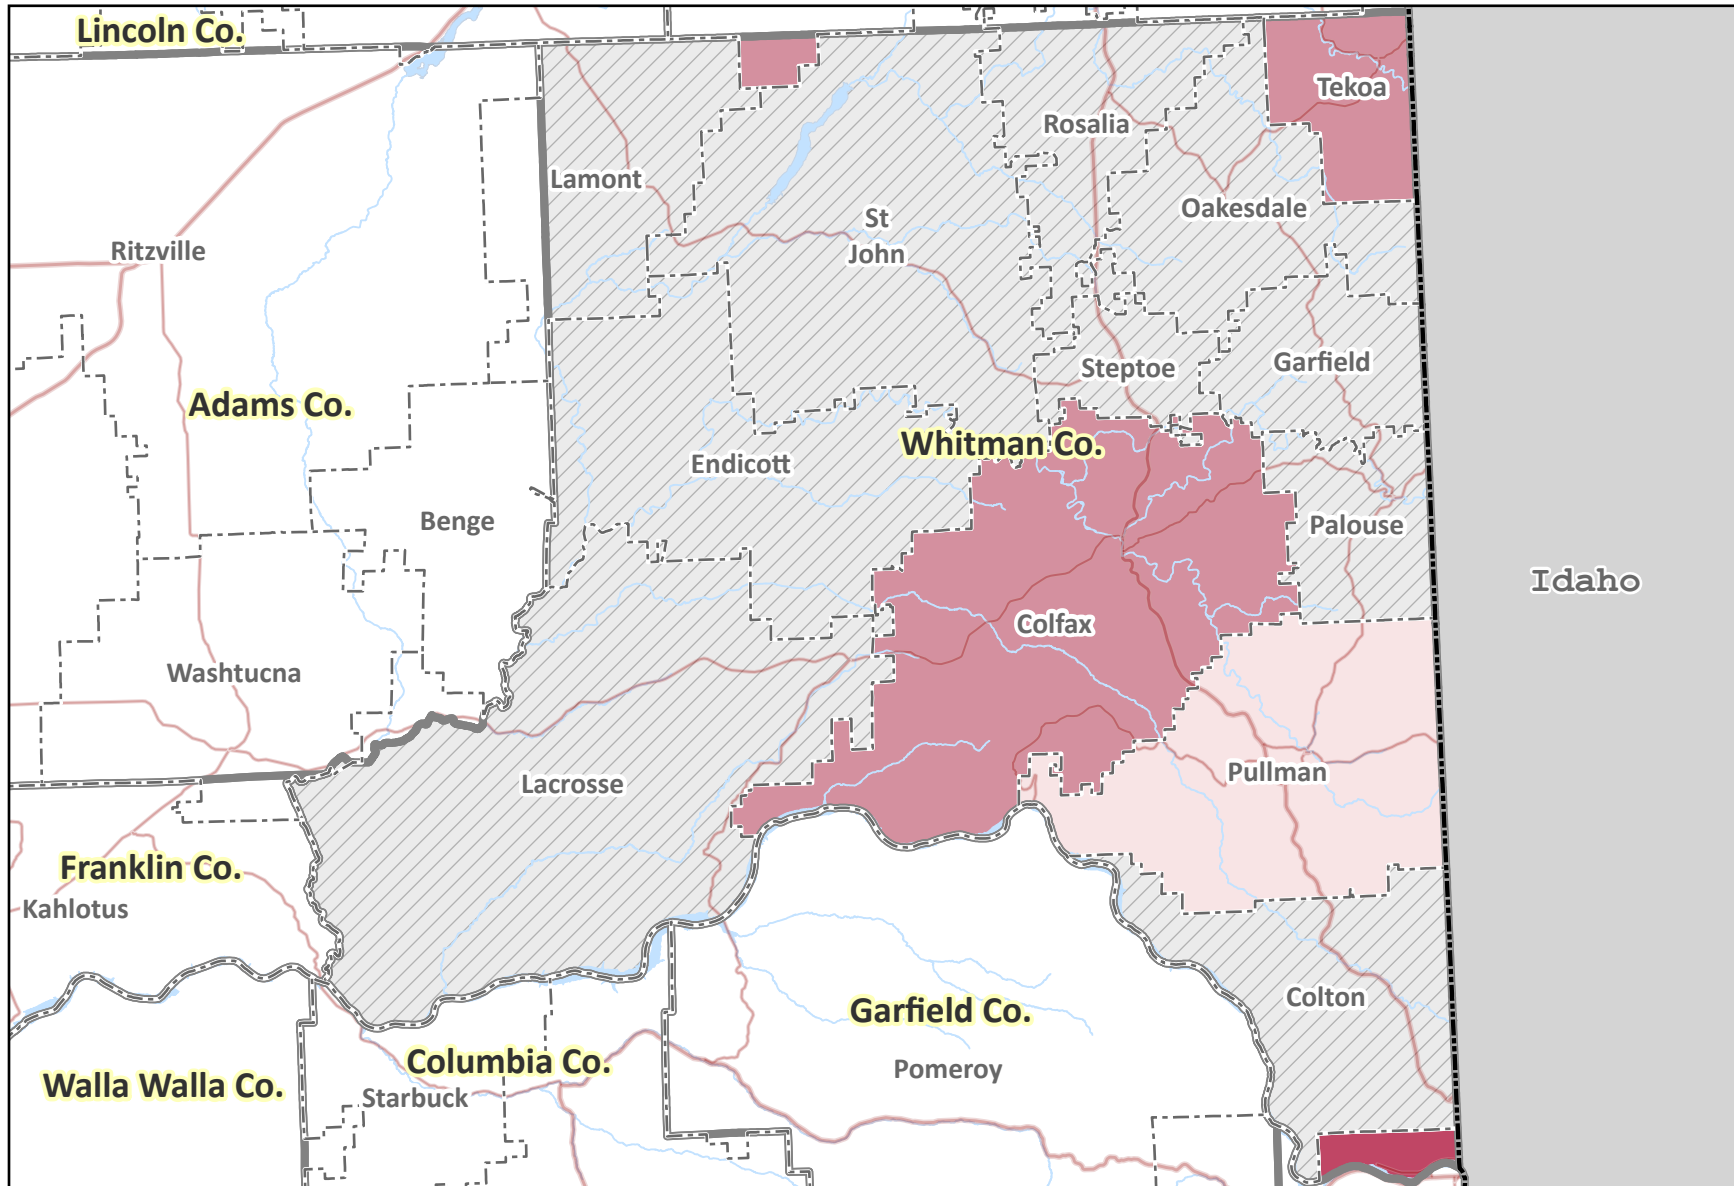 Lincoln Co.
Tekoa
Rosalia
Lamont
Oakesdale
St
John
Ritzville
Steptoe
Garfield
Adams Co.
Whitman Co.
Endicott
Benge
Palouse
Idaho
Colfax
Washtucna
Pullman
Lacrosse
Franklin Co.
Kahlotus
Colton
Garfield Co.
Columbia Co.
Pomeroy
Walla Walla Co.
Starbuck